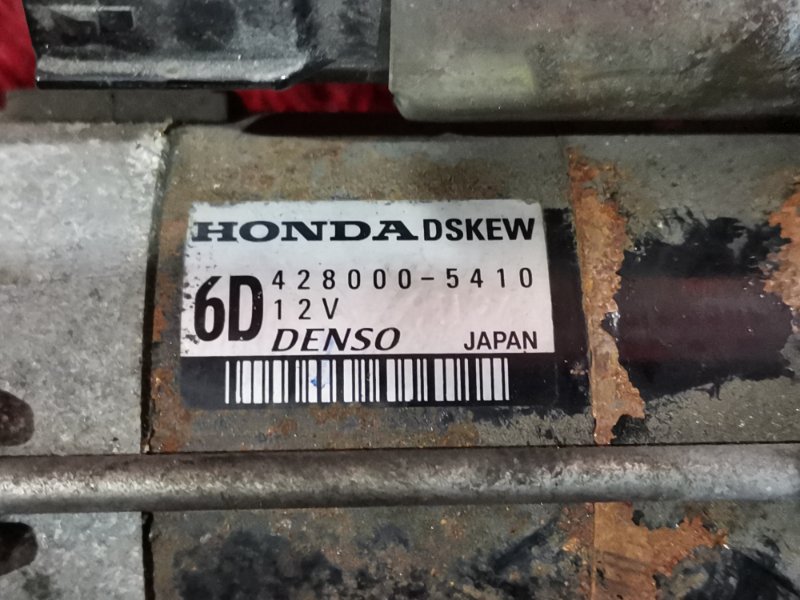 HONDA DSKEW
6D 428000-5410
12V
DENSO JAPAN